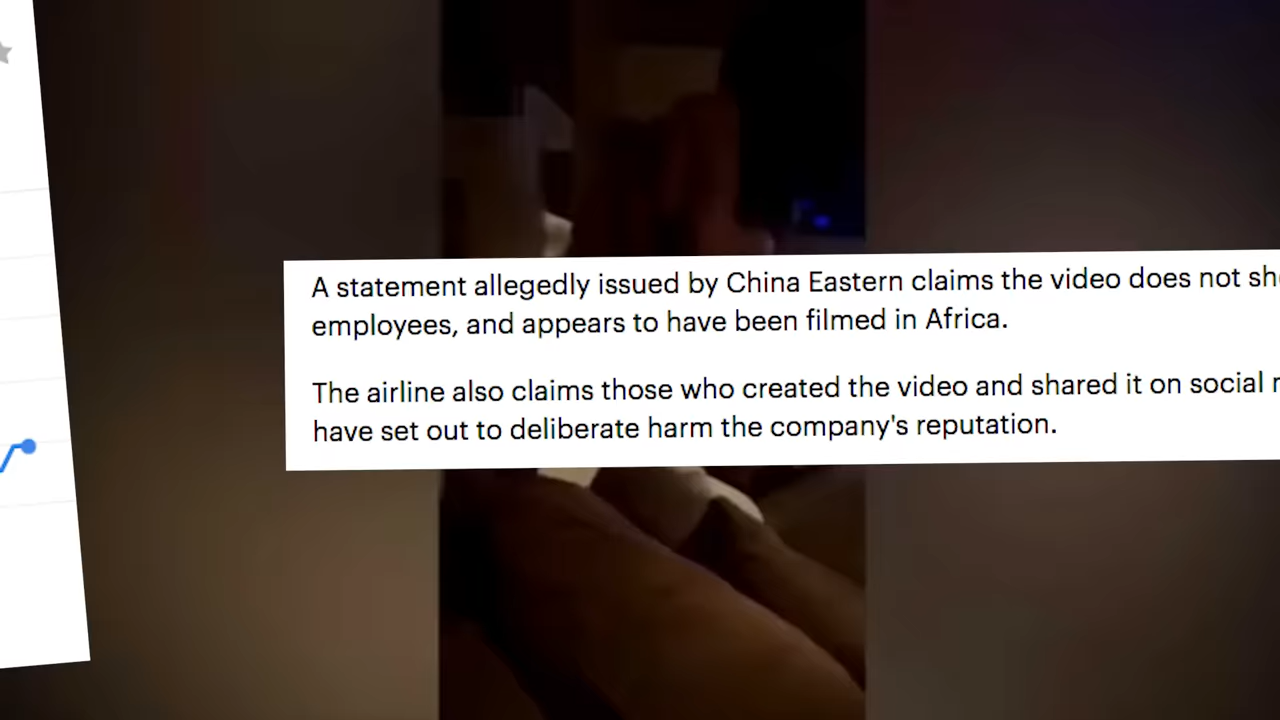 A statement allegedly issued by China Eastern claims the video does not
employees, and appears to have been filmed in Africa.
The airline also claims those who created the video and shared it on social
have set out to deliberate harm the company's reputation.